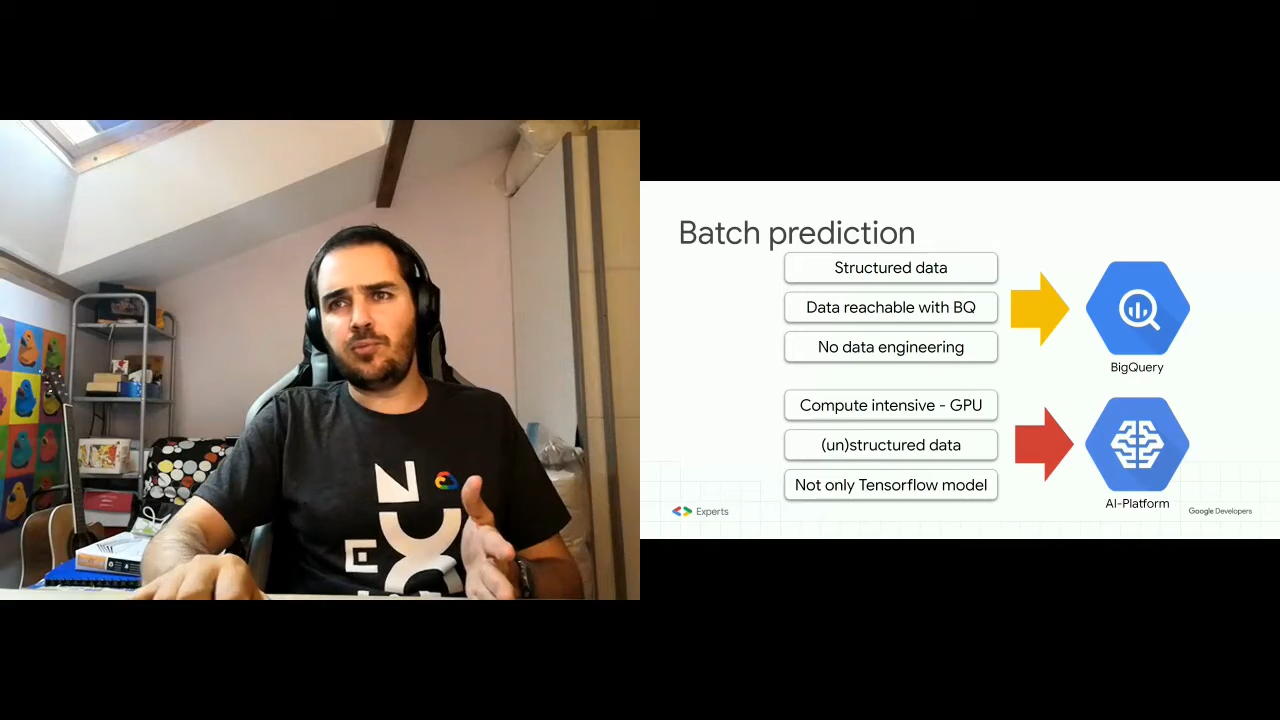 Batch prediction
Structured data
Data reachable with BQ
No data engineering
BigQuery
Compute intensive - GPU
(un)structured data
Not only Tensorflow model
AI-Platform
Experts
Google Developers
N
E